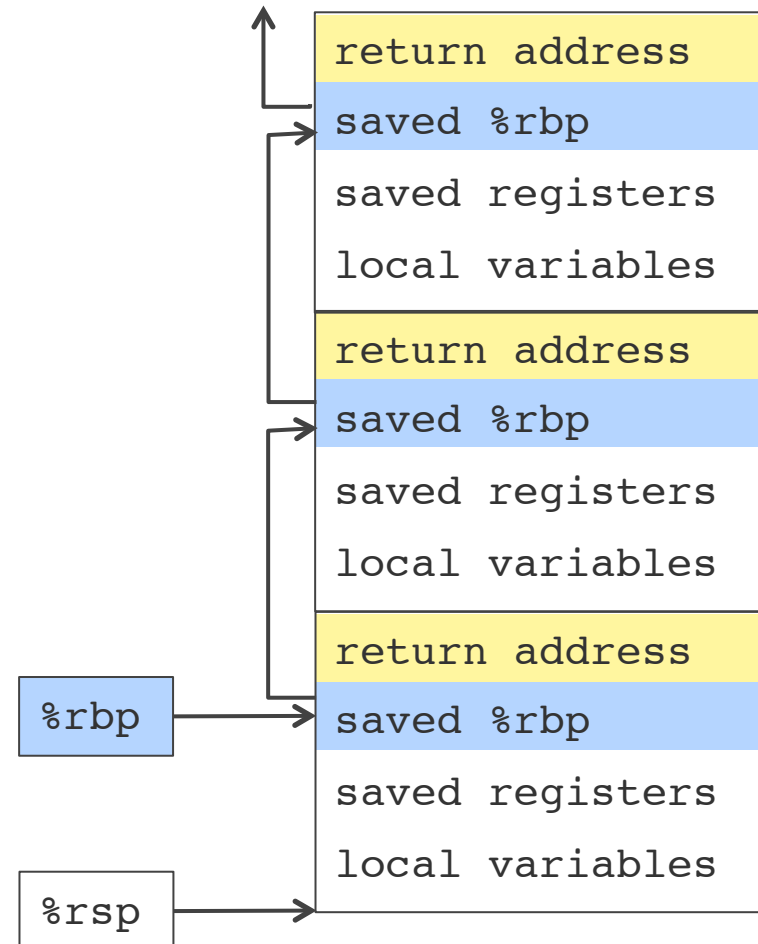 return address
saved %rbp
saved registers
local variables
return address
saved %rbp
saved registers
local variables
return address
%rbp
saved %rbp
saved registers
local variables
%rsp